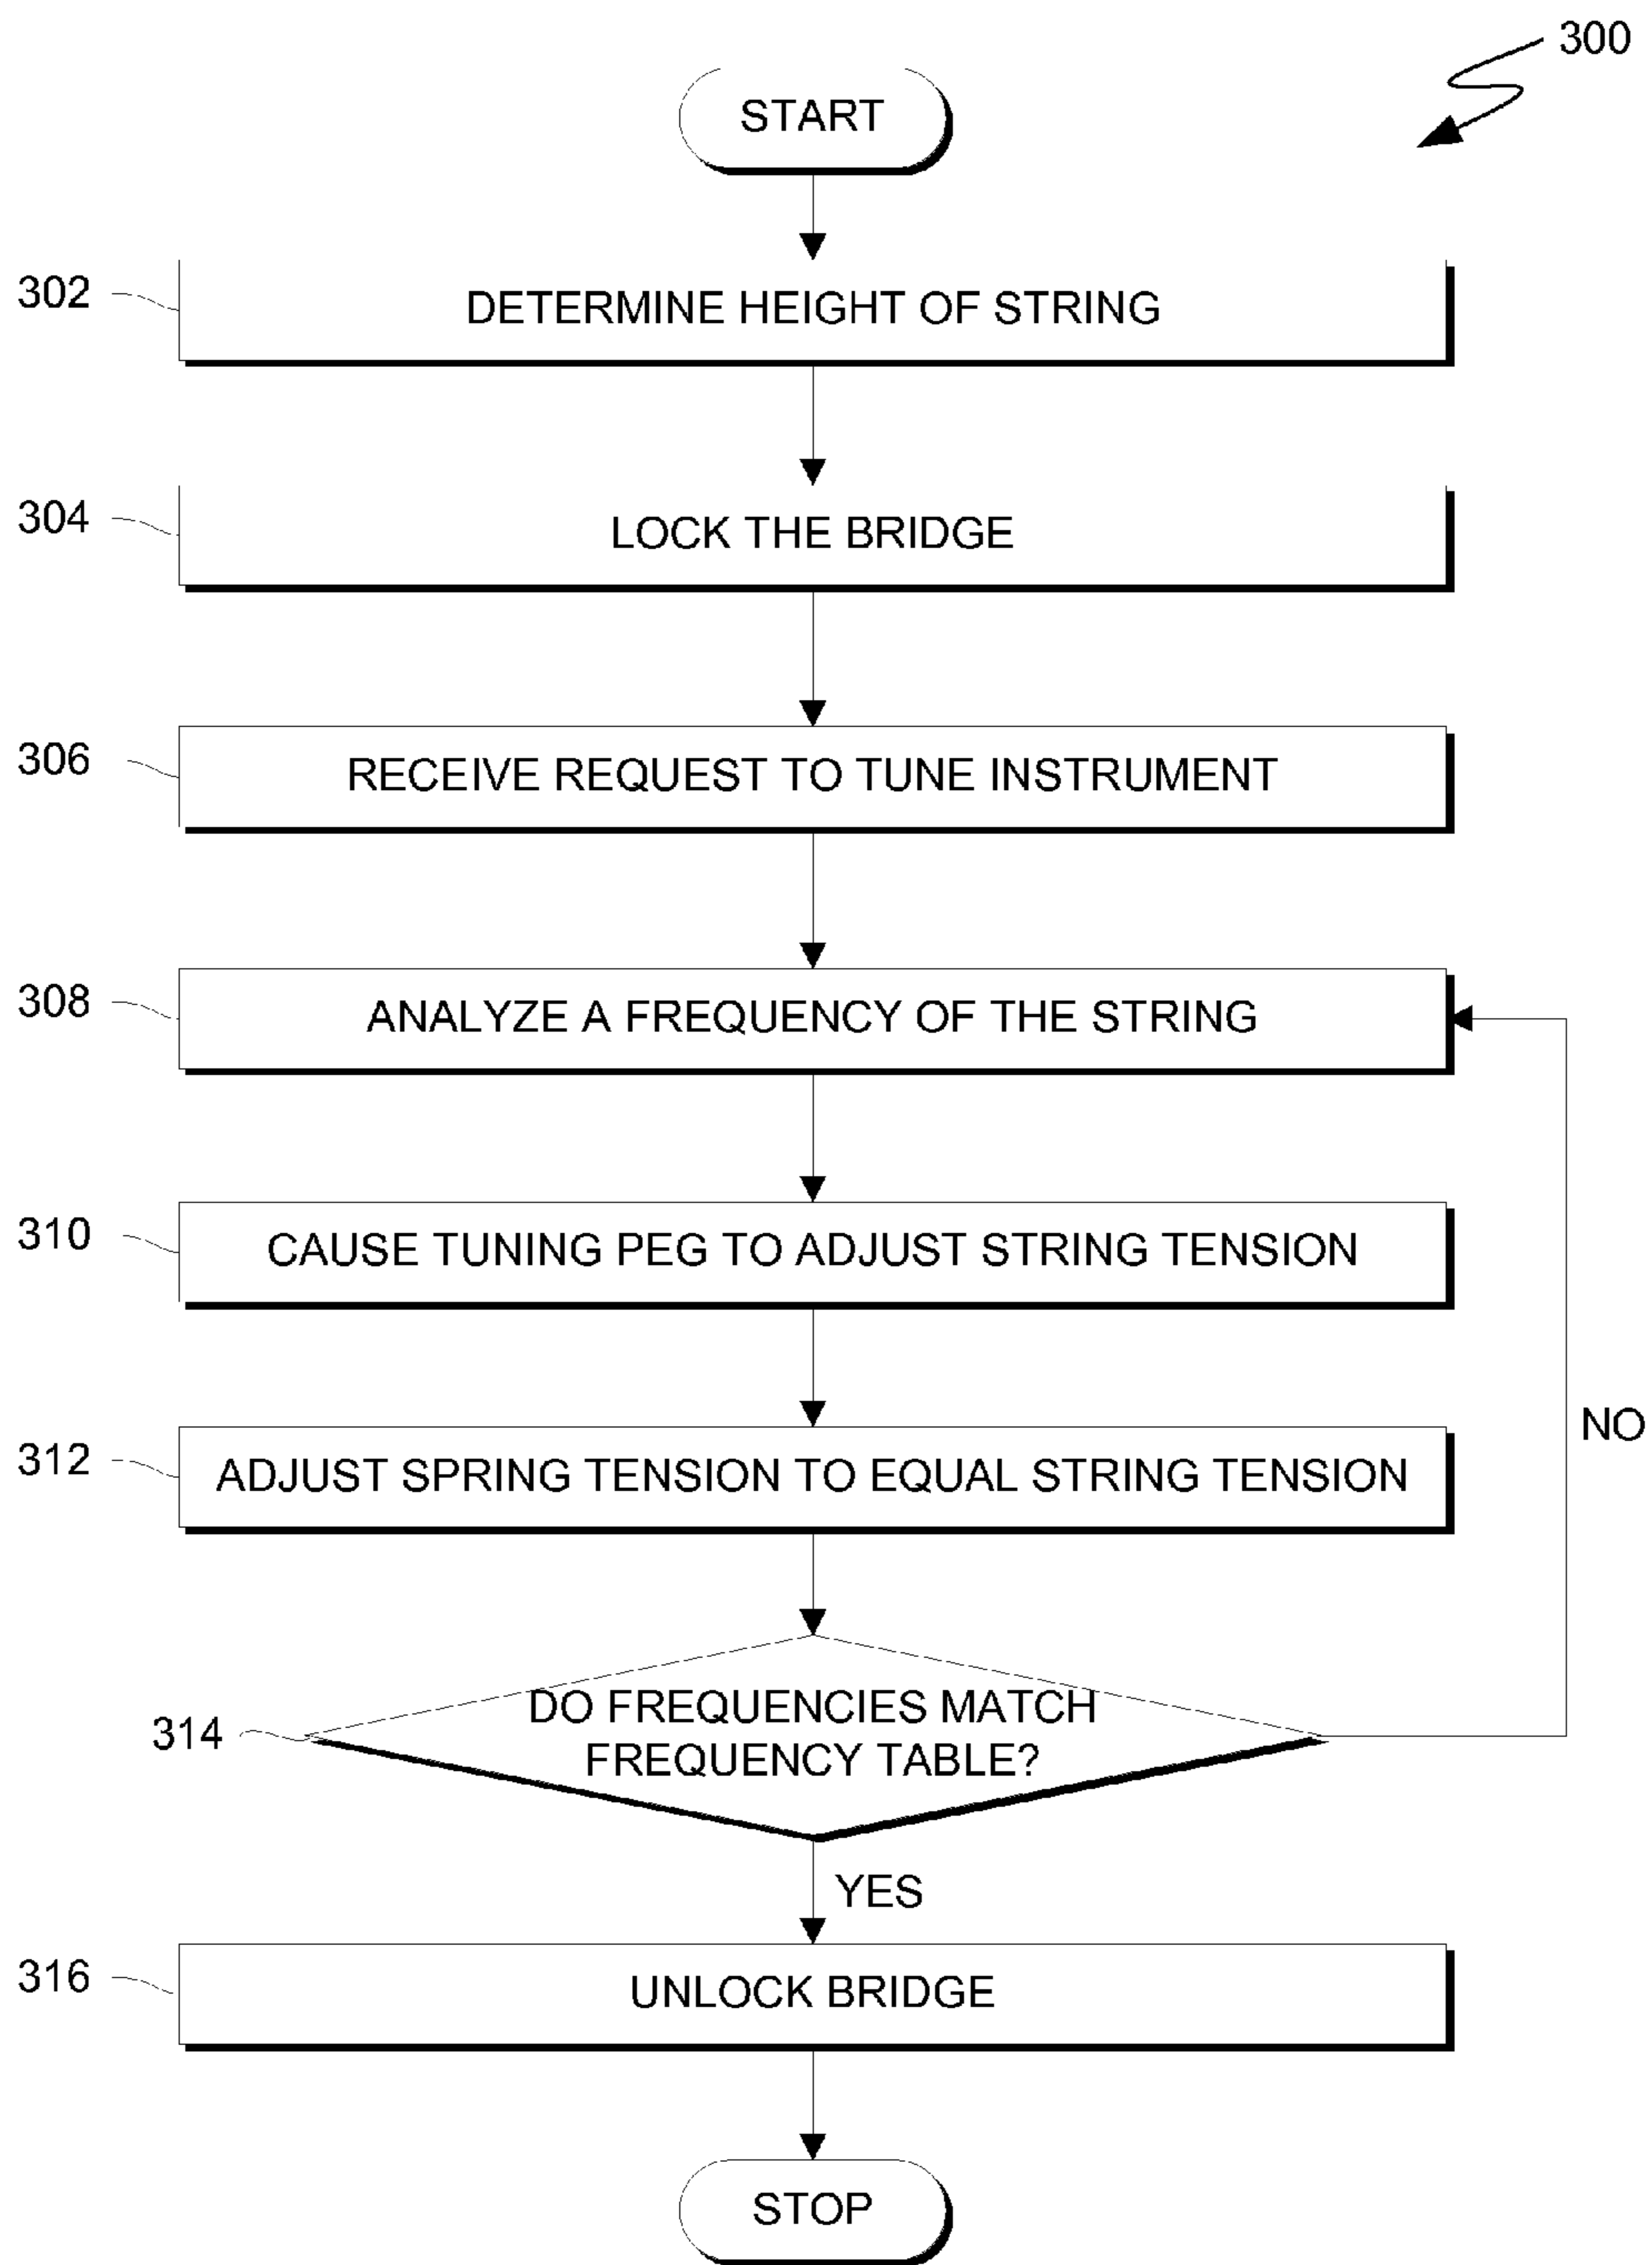 300
START
302
DETERMINE HEIGHT OF STRING
304
LOCK THE BRIDGE
306
RECEIVE REQUEST TO TUNE INSTRUMENT
308
ANALYZE A FREQUENCY OF THE STRING
310
CAUSE TUNING PEG TO ADJUST STRING TENSION
NO
312
ADJUST SPRING TENSION TO EQUAL STRING TENSION
314
DO FREQUENCIES MATCH
FREQUENCY TABLE?
YES
316
UNLOCK BRIDGE
STOP